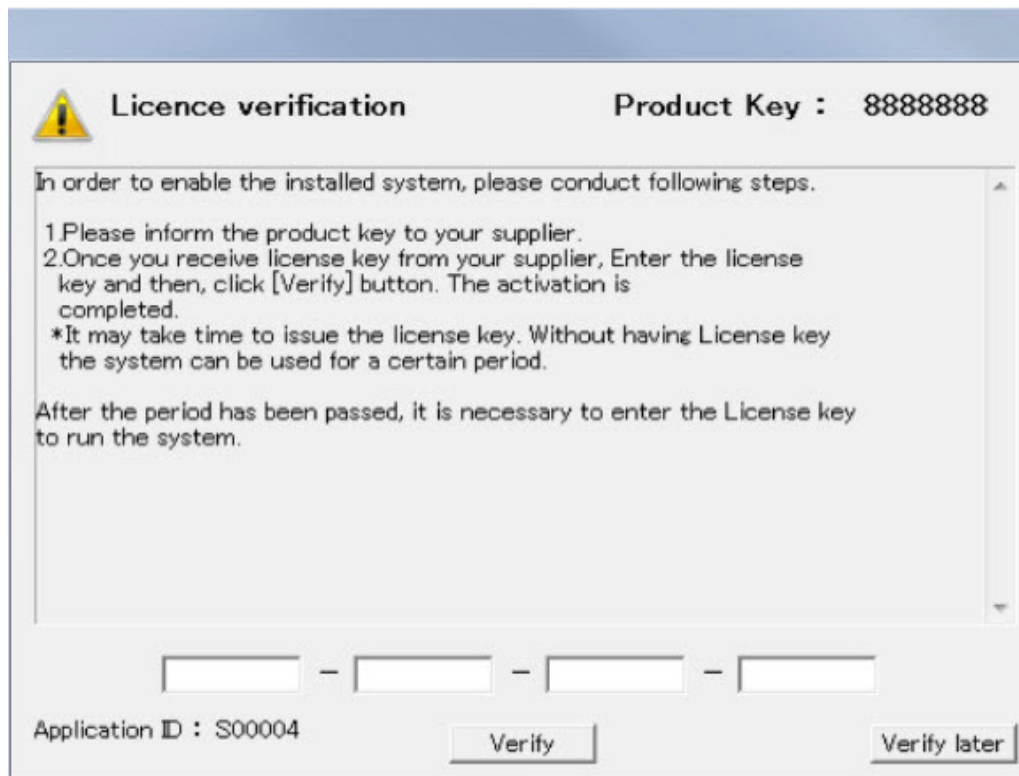 Licence verification Product Key : 8888888
In order to enable the installed system, please conduct following steps.
1.Please inform the product key to your supplier.
2.Once you receive license key from your supplier, Enter the license
key and then, click [Verify] button. The activation is
completed.
*It may take time to issue the license key. Without having License key
the system can be used for a certain period.
After the period has been passed, it is necessary to enter the License key
to run the system.
– – –
Application ID : S00004
Verify
Verify later